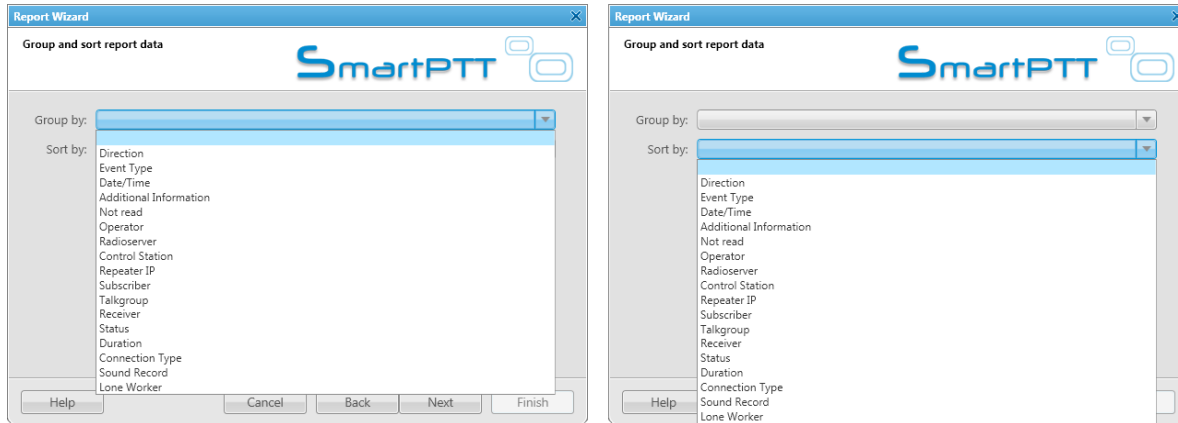 Report Wizard
Group and sort report data
SmartPTT
Group by:
Sort by:
Direction
Event Type
Date/Time
Additional Information
Not read
Operator
Radioserver
Control Station
Repeater IP
Subscriber
Talkgroup
Receiver
Status
Duration
Connection Type
Sound Record
Lone Worker
Help Cancel Back Next Finish
Report Wizard
Group and sort report data
SmartPTT
Group by:
Sort by:
Direction
Event Type
Date/Time
Additional Information
Not read
Operator
Radioserver
Control Station
Repeater IP
Subscriber
Talkgroup
Receiver
Status
Duration
Connection Type
Sound Record
Lone Worker
Help